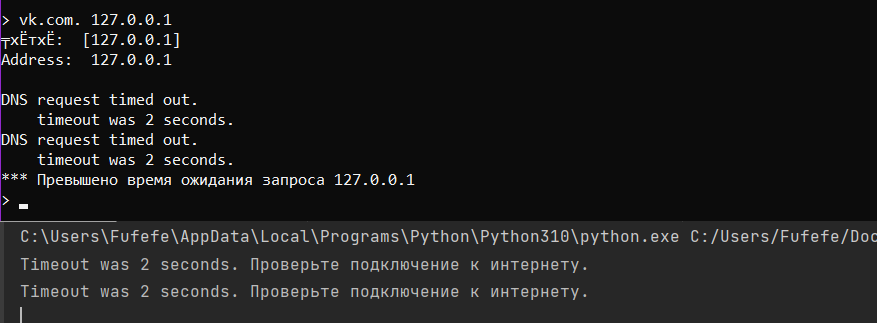 > vk.com. 127.0.0.1
╤хЁтхЁ:  [127.0.0.1]
Address:  127.0.0.1
DNS request timed out.
    timeout was 2 seconds.
DNS request timed out.
    timeout was 2 seconds.
*** Превышено время ожидания запроса 127.0.0.1
>
C:\Users\Fufefe\AppData\Local\Programs\Python\Python310\python.exe C:/Users/Fufefe/Doc
Timeout was 2 seconds. Проверьте подключение к интернету.
Timeout was 2 seconds. Проверьте подключение к интернету.